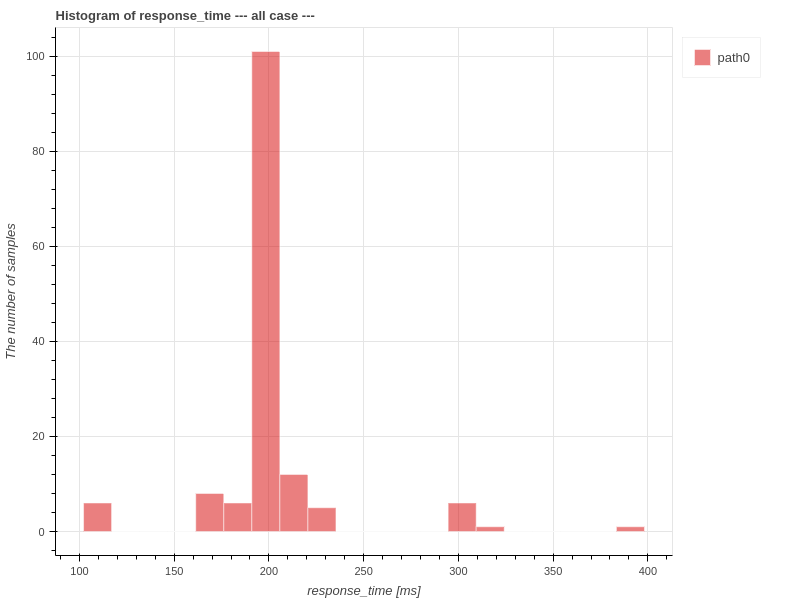 Histogram of response_time --- all case ---
path0
The number of samples
100
80
60
40
20
0
100 150 200 250 300 350 400
response_time [ms]